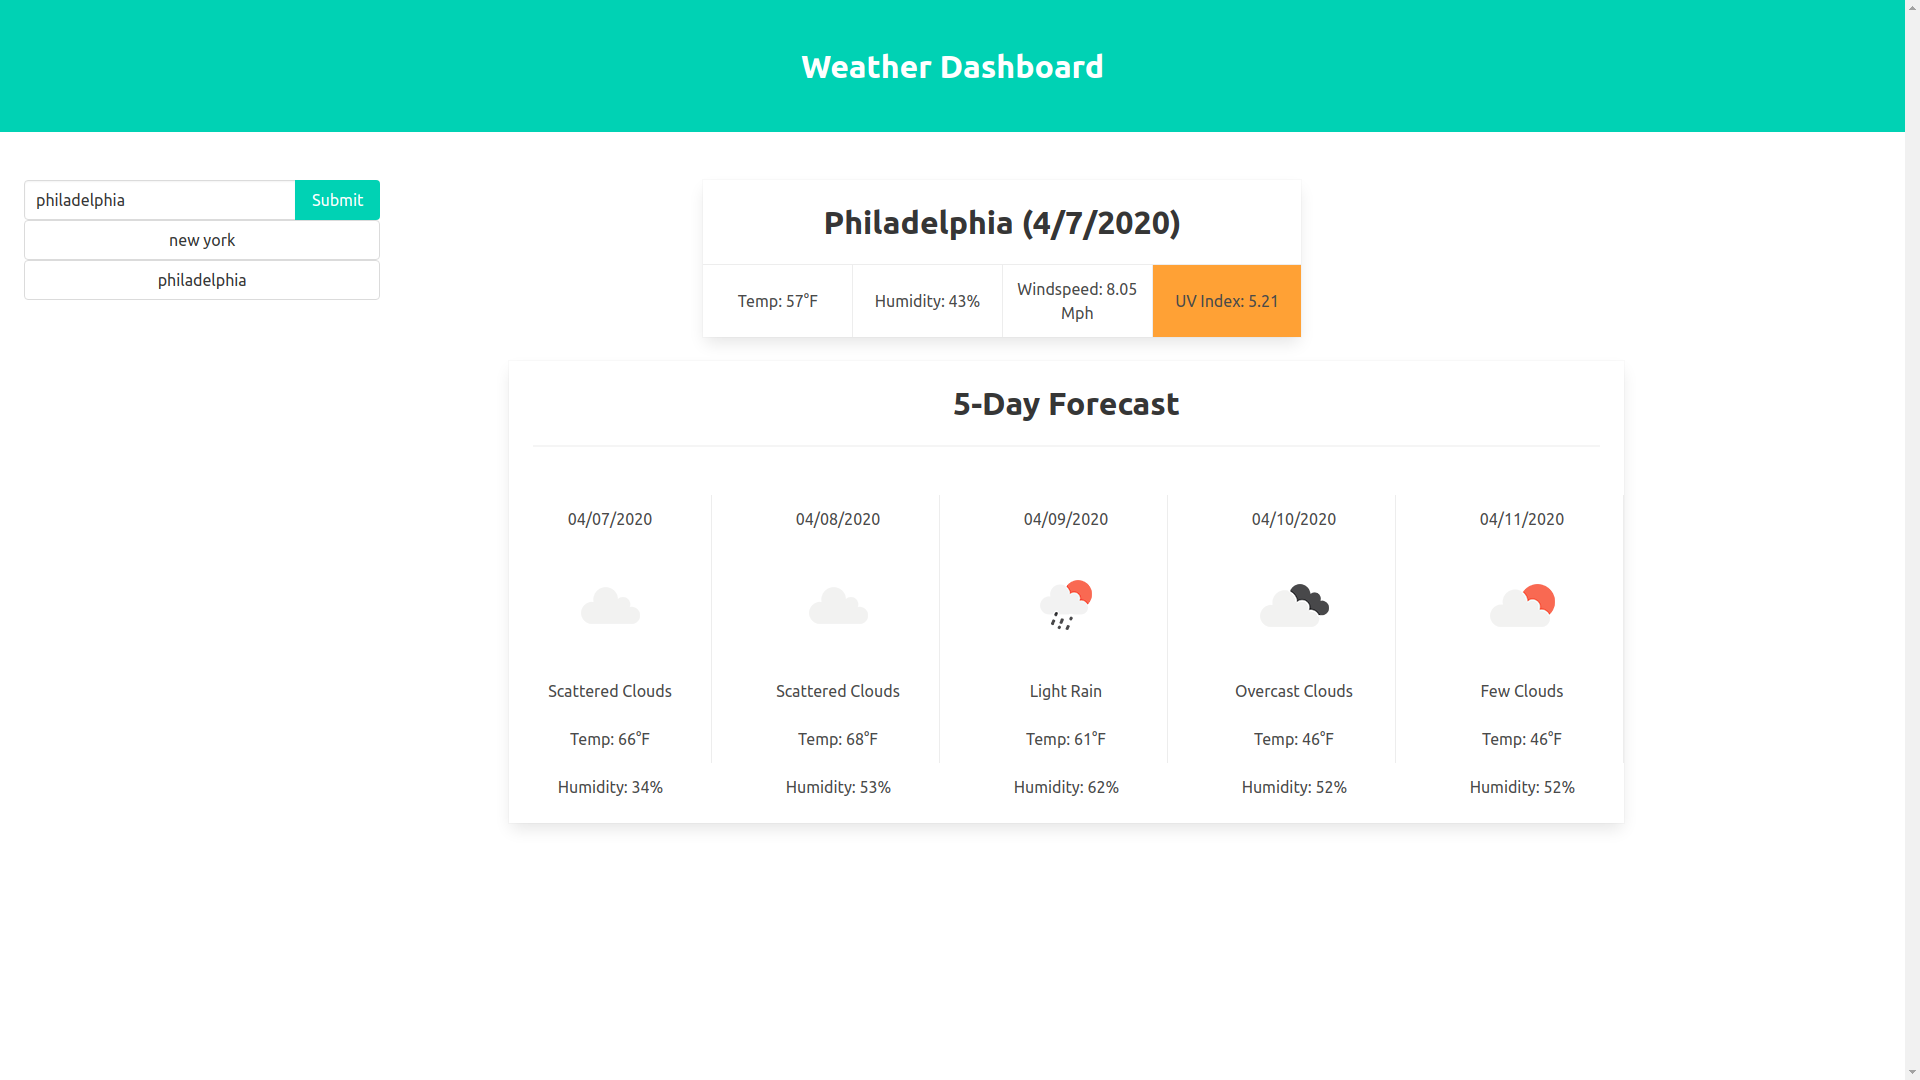 Weather Dashboard
philadelphia
Submit
new york
philadelphia
Philadelphia (4/7/2020)
Temp: 57°F
Humidity: 43%
Windspeed: 8.05
Mph
UV Index: 5.21
5-Day Forecast
04/07/2020
Scattered Clouds
Temp: 66°F
Humidity: 34%
04/08/2020
Scattered Clouds
Temp: 68°F
Humidity: 53%
04/09/2020
Light Rain
Temp: 61°F
Humidity: 62%
04/10/2020
Overcast Clouds
Temp: 46°F
Humidity: 52%
04/11/2020
Few Clouds
Temp: 46°F
Humidity: 52%